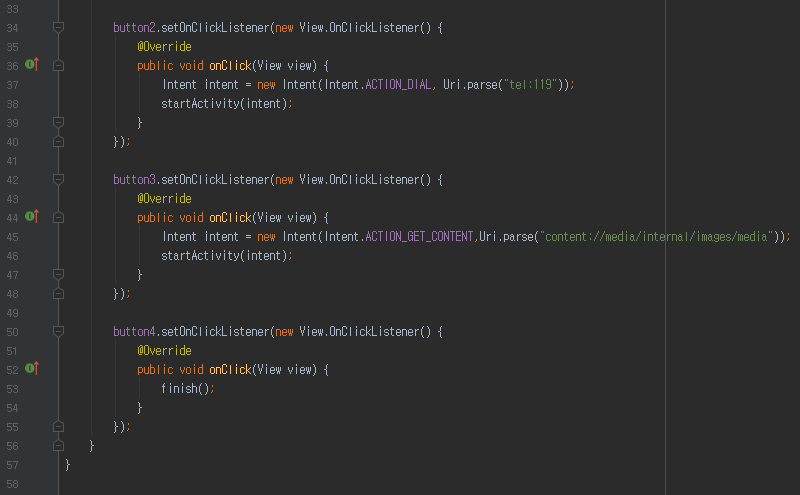 33
34 button2.setOnClickListener(new View.OnClickListener() {
35 @Override
36 public void onClick(View view) {
37 Intent intent = new Intent(Intent.ACTION_DIAL, Uri.parse("tel:119"));
38 startActivity(intent);
39 }
40 });
41
42 button3.setOnClickListener(new View.OnClickListener() {
43 @Override
44 public void onClick(View view) {
45 Intent intent = new Intent(Intent.ACTION_GET_CONTENT,Uri.parse("content://media/internal/images/media"));
46 startActivity(intent);
47 }
48 });
49
50 button4.setOnClickListener(new View.OnClickListener() {
51 @Override
52 public void onClick(View view) {
53 finish();
54 }
55 });
56 }
57 }
58